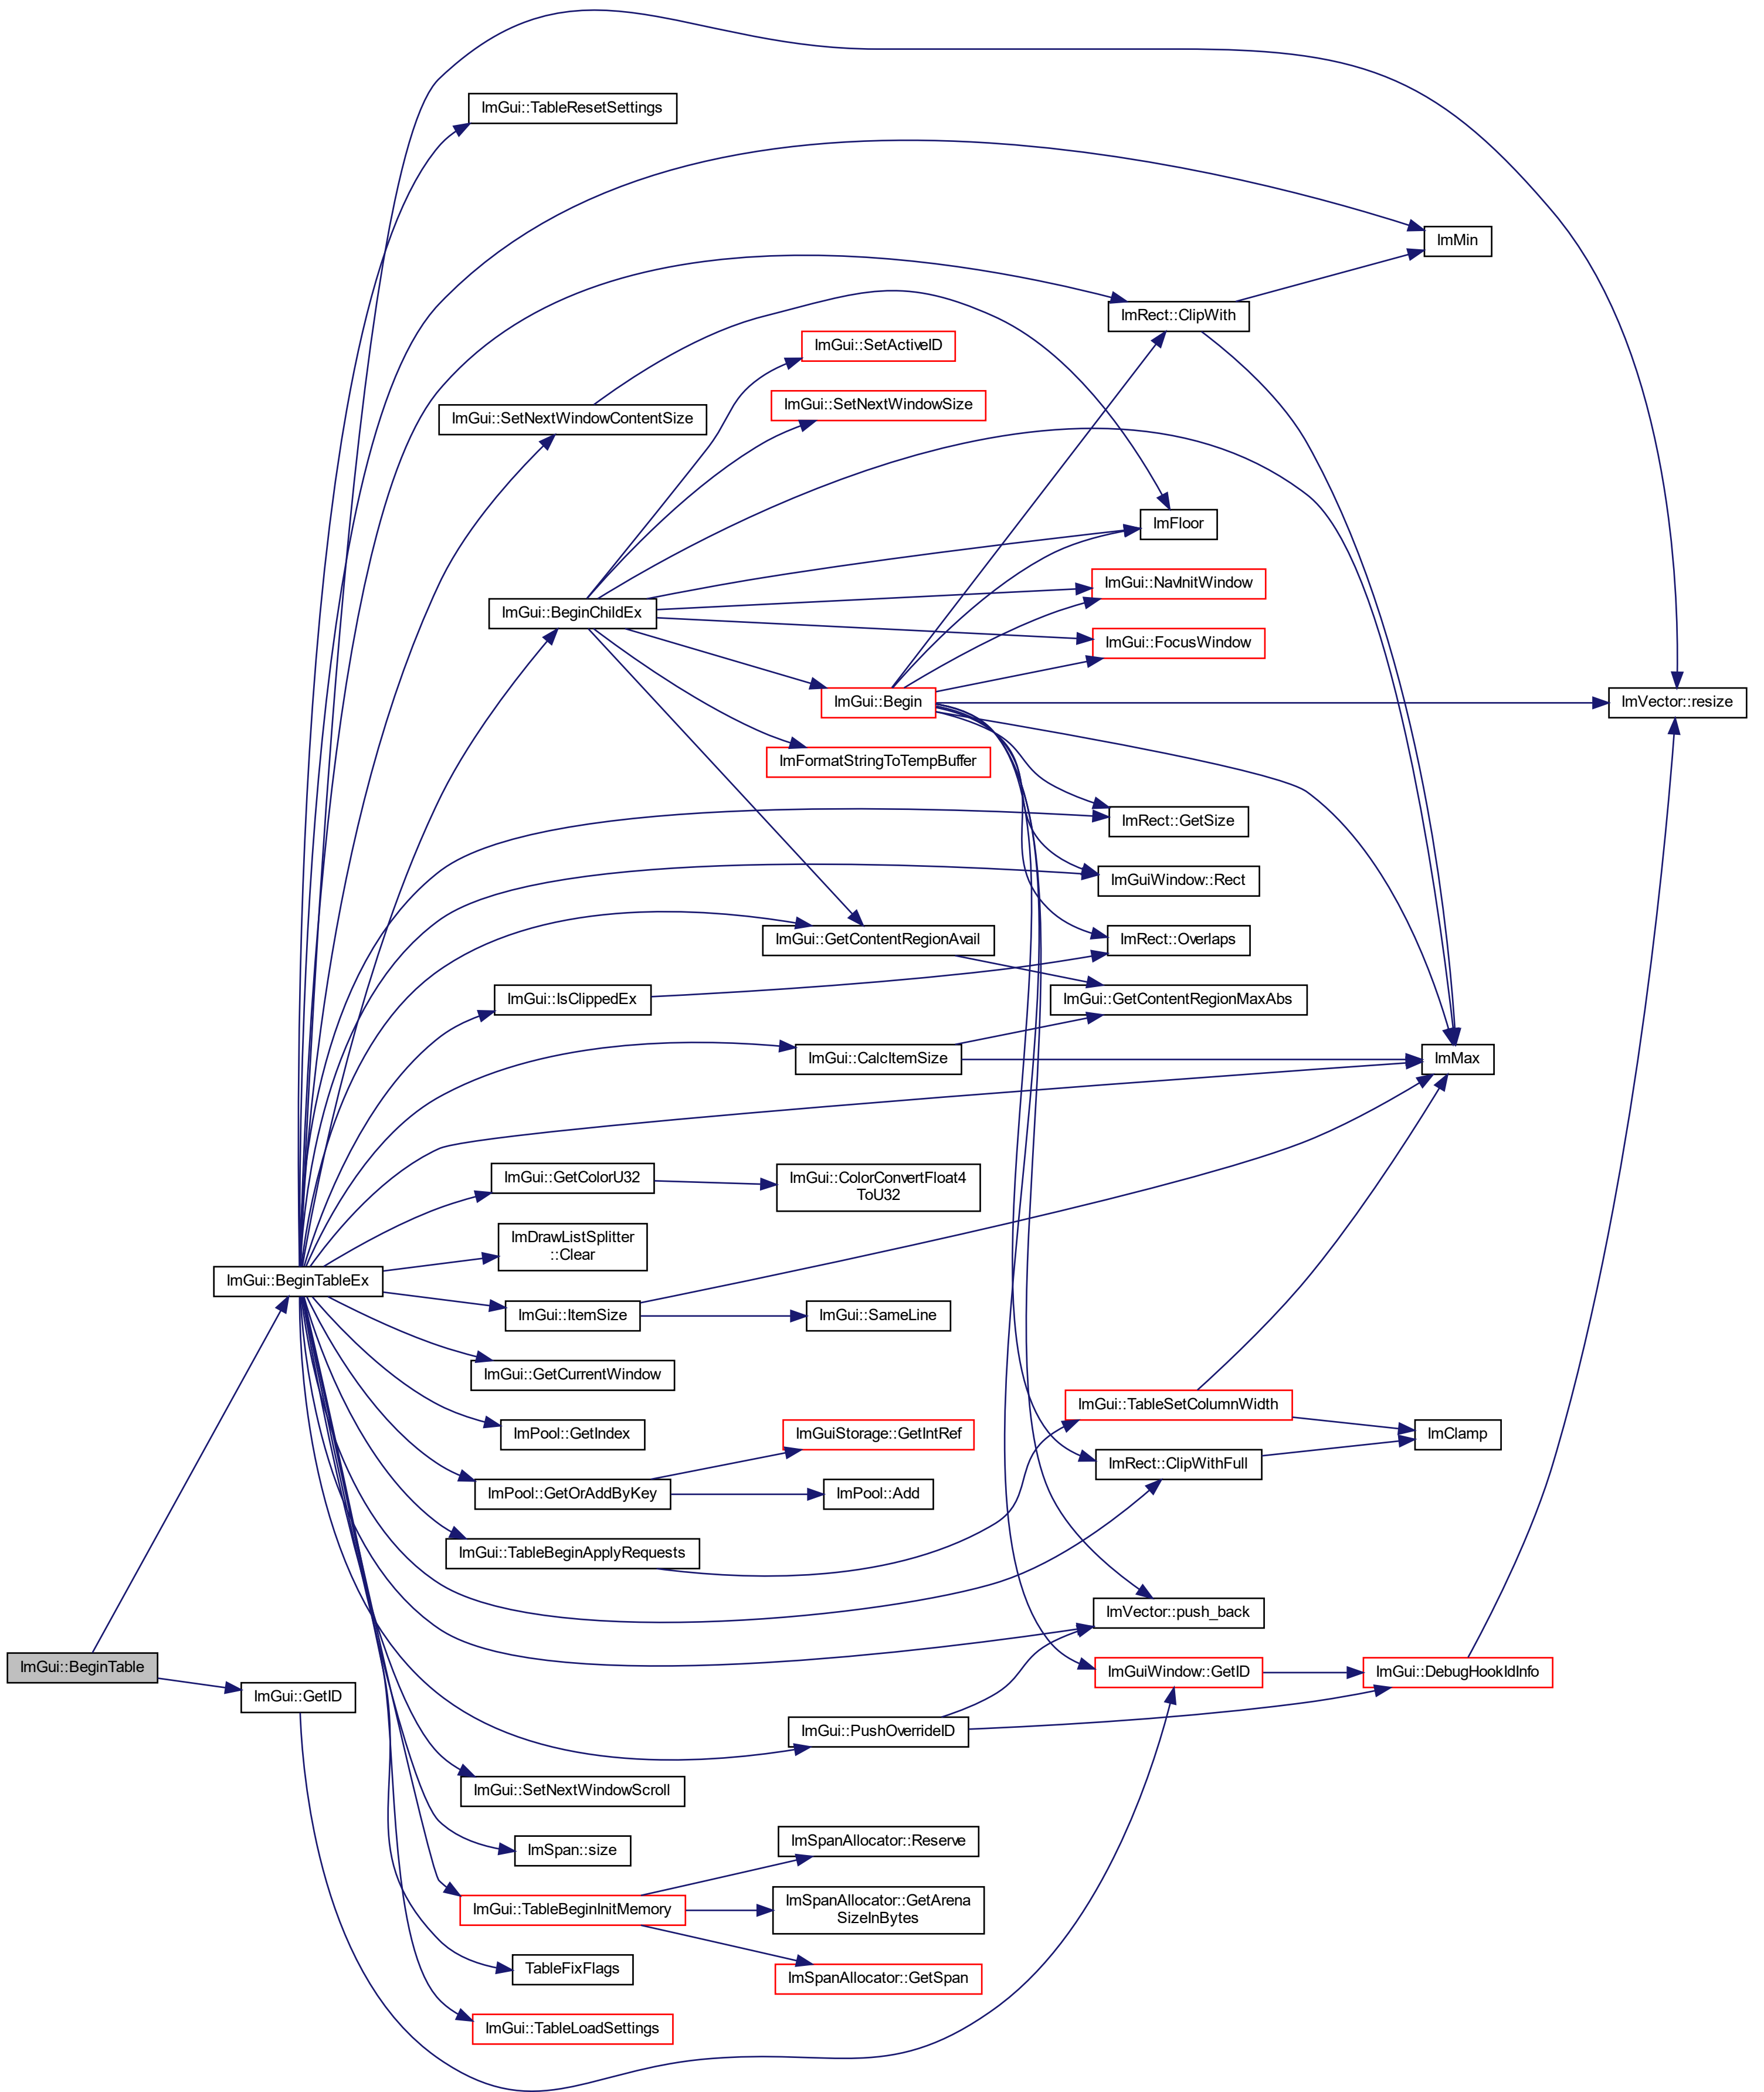 ImGui::TableResetSettings
ImMin
ImRect::ClipWith
ImGui::SetActiveID
ImGui::SetNextWindowSize
ImGui::SetNextWindowContentSize
ImFloor
ImGui::NavInitWindow
ImGui::BeginChildEx
ImGui::FocusWindow
ImGui::Begin
ImVector::resize
ImFormatStringToTempBuffer
ImRect::GetSize
ImGuiWindow::Rect
ImGui::GetContentRegionAvail
ImRect::Overlaps
ImGui::IsClippedEx
ImGui::GetContentRegionMaxAbs
ImGui::CalcItemSize
ImMax
ImGui::GetColorU32
ImGui::ColorConvertFloat4
ToU32
ImDrawListSplitter
::Clear
ImGui::BeginTableEx
ImGui::ItemSize
ImGui::SameLine
ImGui::GetCurrentWindow
ImGui::TableSetColumnWidth
ImPool::GetIndex
ImGuiStorage::GetIntRef
ImClamp
ImRect::ClipWithFull
ImPool::GetOrAddByKey
ImPool::Add
ImGui::TableBeginApplyRequests
ImVector::push_back
ImGui::BeginTable
ImGuiWindow::GetID
ImGui::DebugHookIdInfo
ImGui::GetID
ImGui::PushOverrideID
ImGui::SetNextWindowScroll
ImSpanAllocator::Reserve
ImSpan::size
ImGui::TableBeginInitMemory
ImSpanAllocator::GetArena
SizeInBytes
TableFixFlags
ImSpanAllocator::GetSpan
ImGui::TableLoadSettings